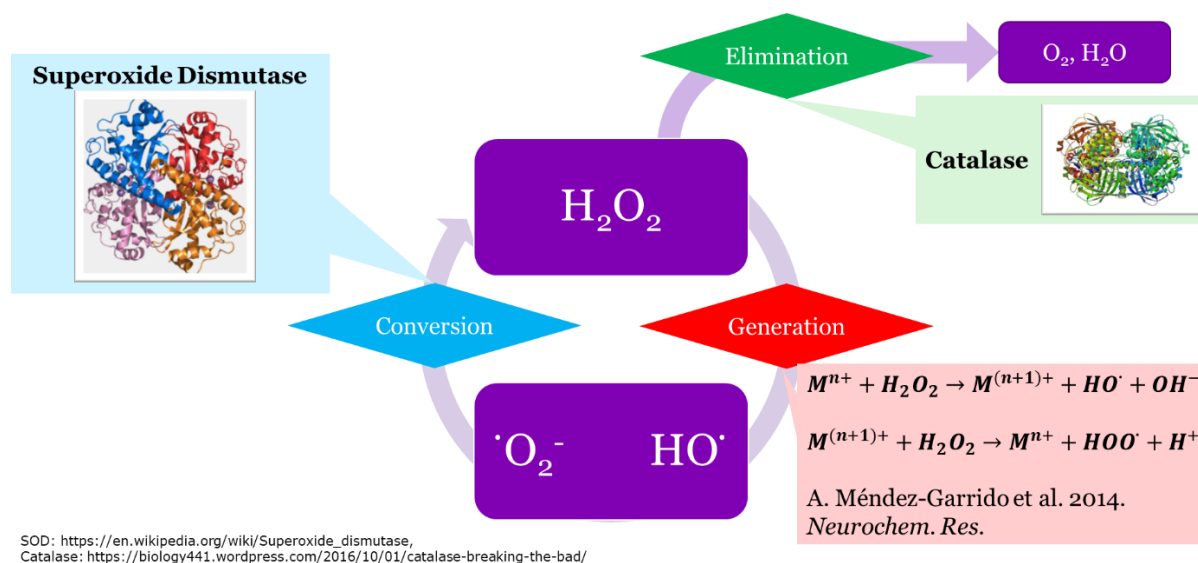 Superoxide Dismutase
Elimination
O₂, H₂O
Catalase
H₂O₂
Conversion
Generation
˙O₂⁻ HO˙
Mⁿ⁺ + H₂O₂ → M⁽ⁿ⁺¹⁾⁺ + HO˙ + OH⁻
M⁽ⁿ⁺¹⁾⁺ + H₂O₂ → Mⁿ⁺ + HOO˙ + H⁺
A. Méndez-Garrido et al. 2014.
Neurochem. Res.
SOD: https://en.wikipedia.org/wiki/Superoxide_dismutase,
Catalase: https://biology441.wordpress.com/2016/10/01/catalase-breaking-the-bad/